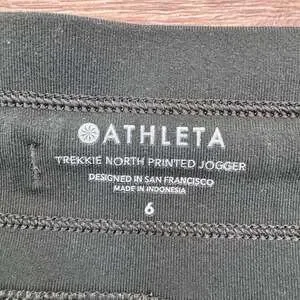 ATHLETA
TREKKIE NORTH PRINTED JOGGER
DESIGNED IN SAN FRANCISCO
MADE IN INDONESIA
6